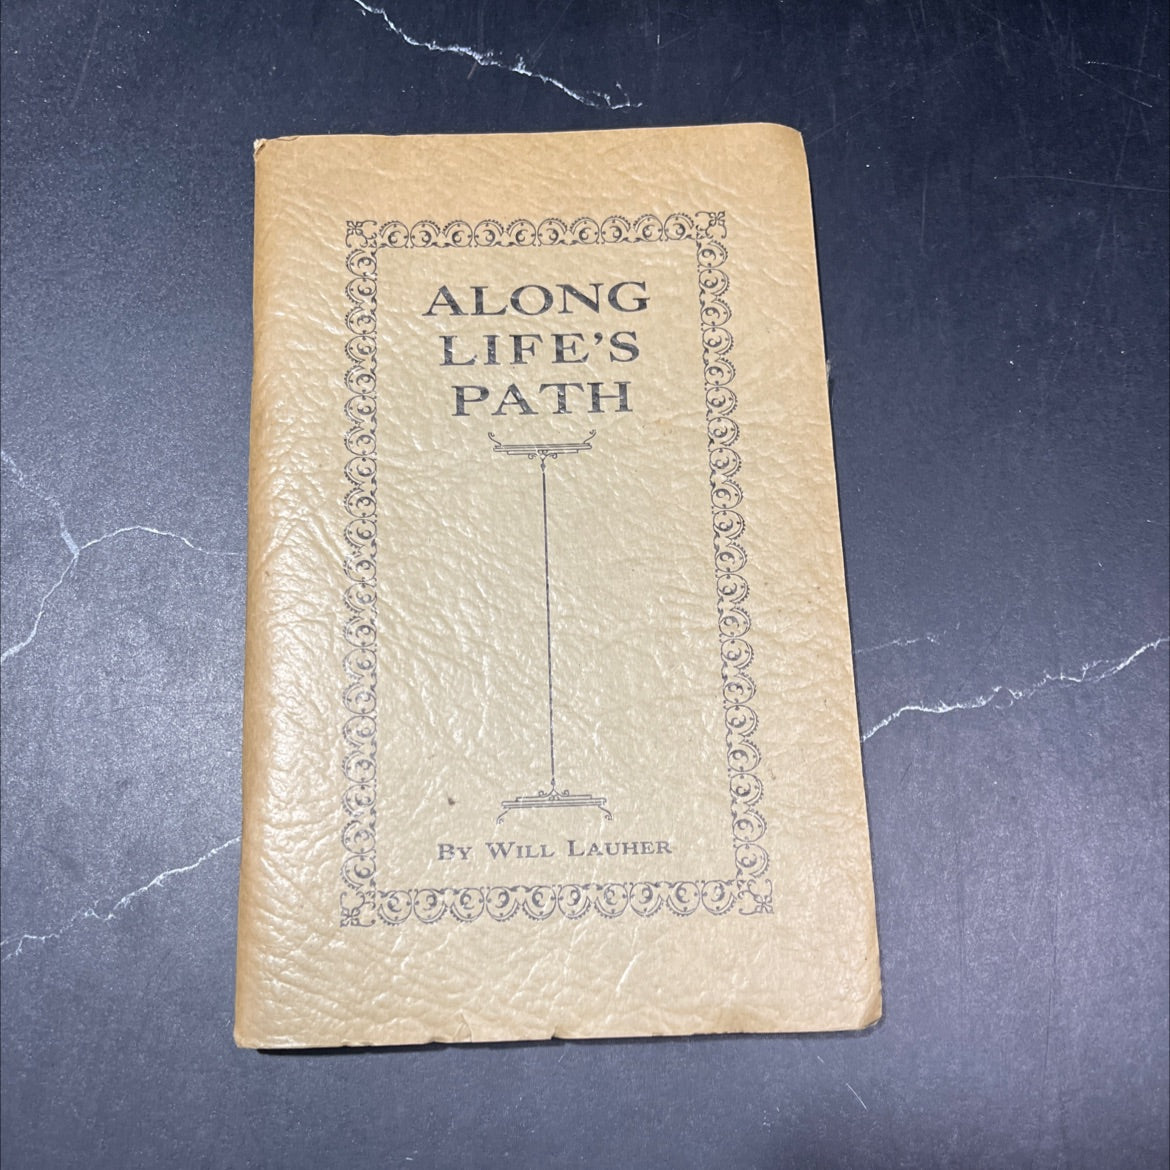 ALONG
LIFE'S
PATH
BY WILL LAUHER